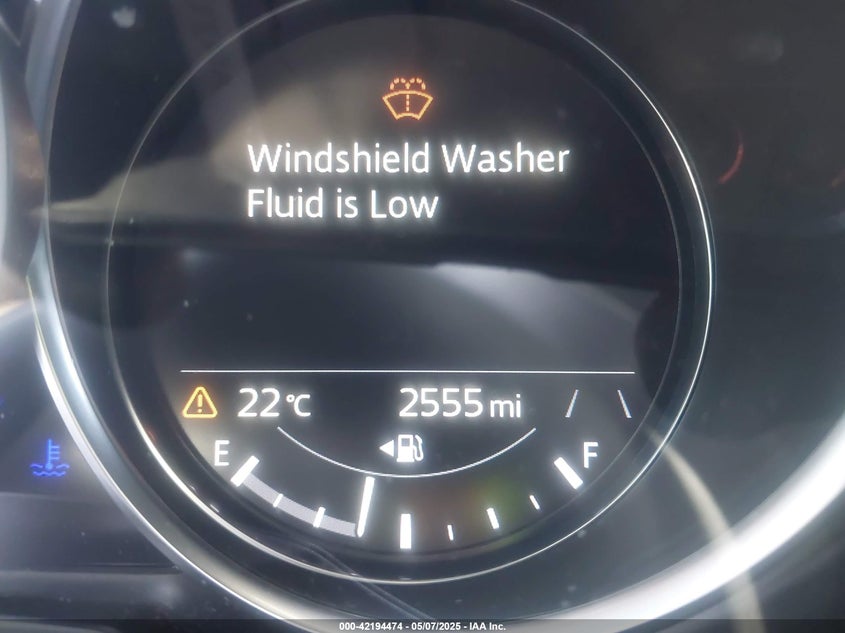 Windshield Washer
Fluid is Low
22°C 2555 mi
E F
000-42194474 - 05/07/2025 - IAA Inc.